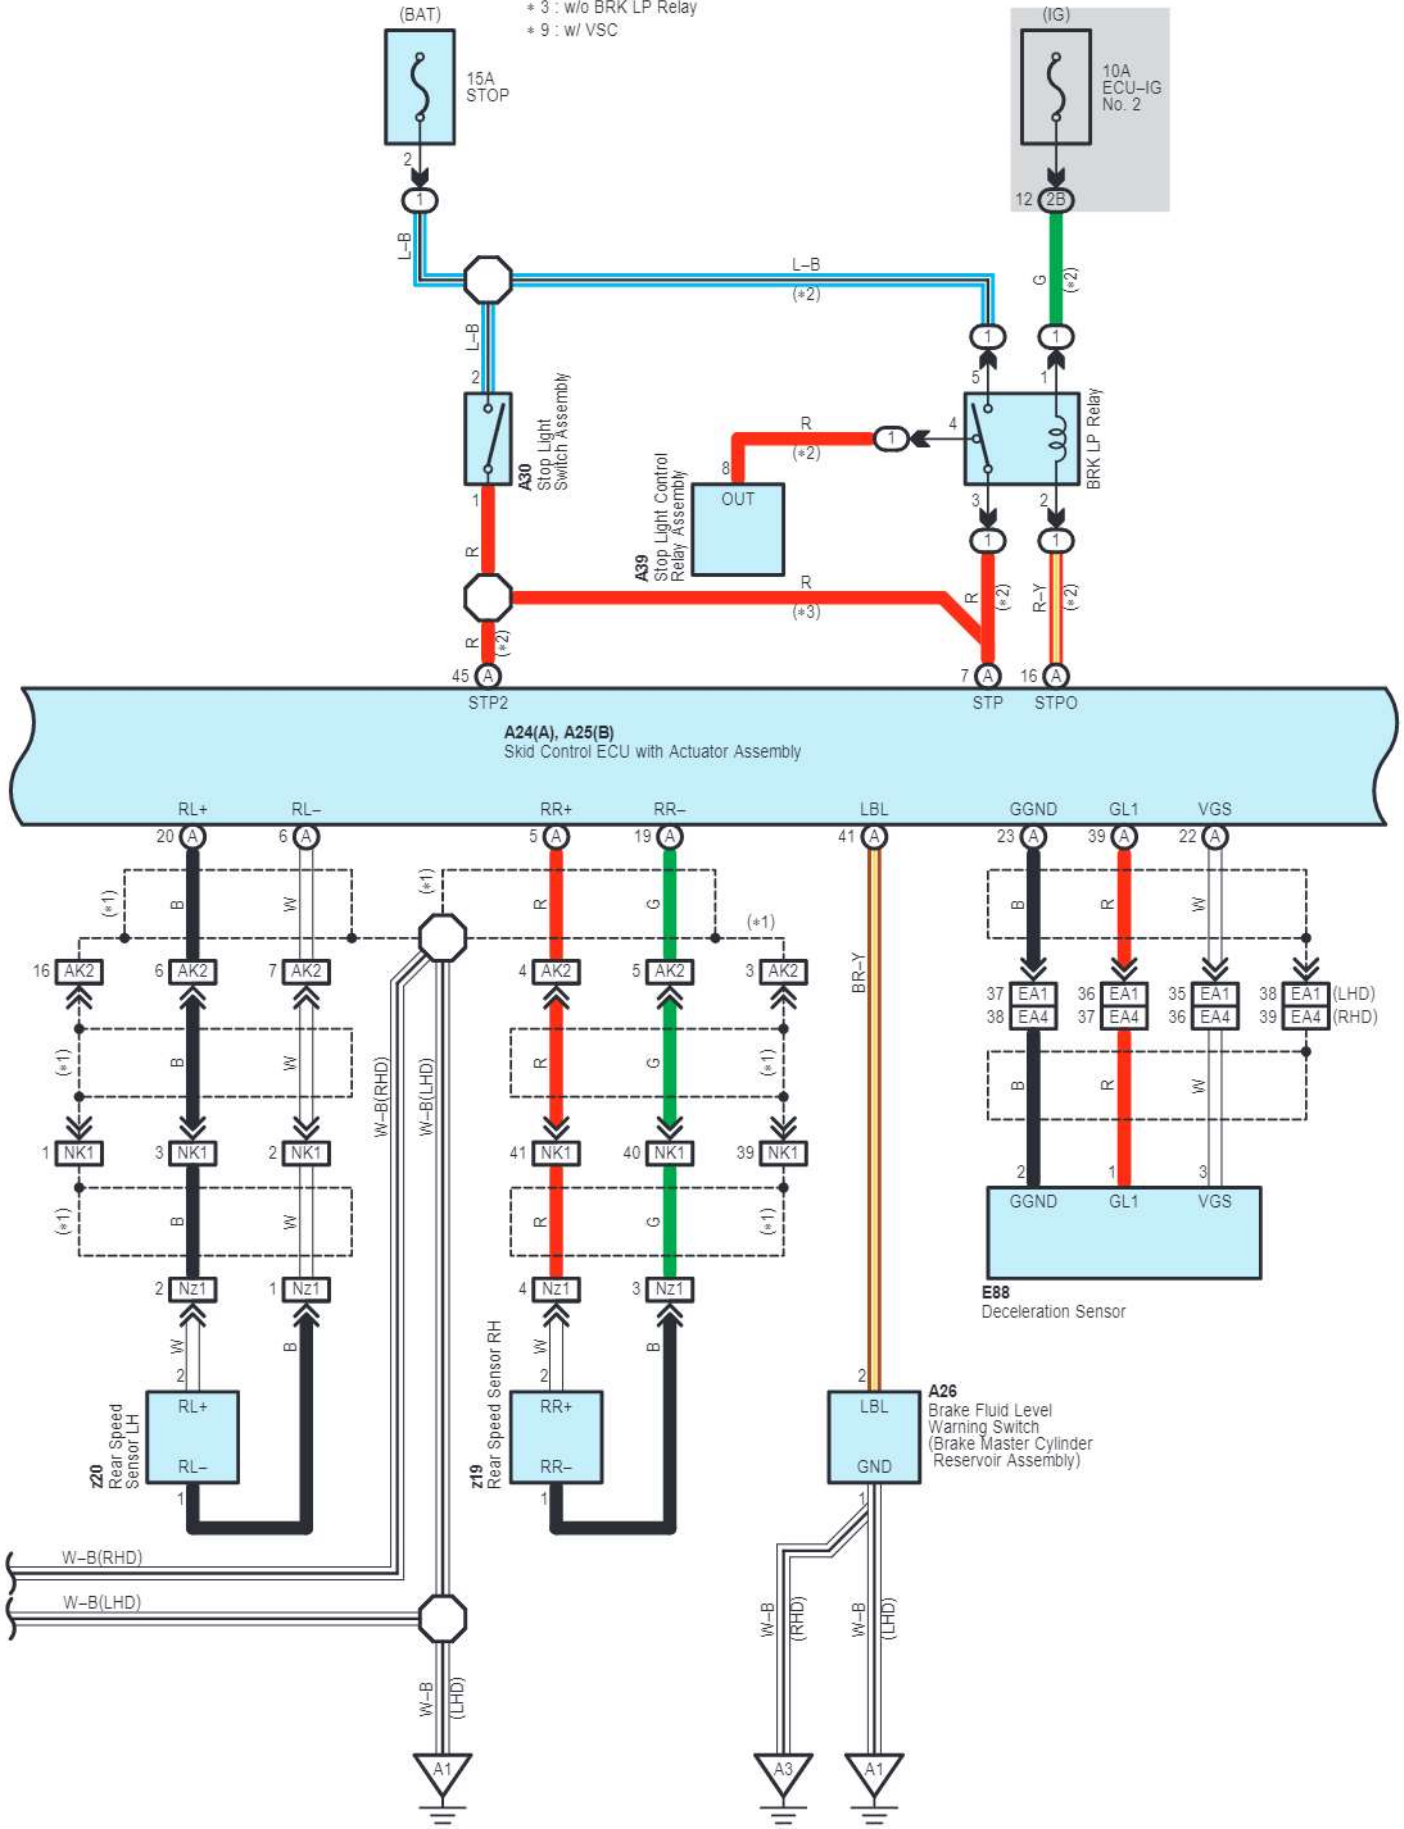 * 3 : w/o BRK LP Relay
* 9 : w/ VSC
(BAT)
(IG)
15A
STOP
10A
ECU–IG
No. 2
2
1
12
2B
L–B
L–B
(*2)
G
(*2)
L–B
1
1
2
5
1
A30
Stop Light
Switch Assembly
R
(*2)
1
4
BRK LP Relay
8
OUT
A39
Stop Light Control
Relay Assembly
1
3
2
1
1
R
R
(*3)
R
(*2)
R–Y
(*2)
R
(*2)
45
A
7
A
16
A
STP2
STP
STPO
A24(A), A25(B)
Skid Control ECU with Actuator Assembly
RL+
RL–
RR+
RR–
LBL
GGND
GL1
VGS
20
A
6
A
5
A
19
A
41
A
23
A
39
A
22
A
(*1)
B
W
(*1)
R
G
(*1)
B
R
W
16
AK2
6
AK2
7
AK2
4
AK2
5
AK2
3
AK2
BR–Y
37
EA1
36
EA1
35
EA1
38
EA1
(LHD)
38
EA4
37
EA4
36
EA4
39
EA4
(RHD)
(*1)
B
W
W–B(RHD)
W–B(LHD)
R
G
(*1)
B
R
W
1
NK1
3
NK1
2
NK1
41
NK1
40
NK1
39
NK1
2
1
3
GGND
GL1
VGS
(*1)
B
W
R
G
(*1)
2
Nz1
1
Nz1
4
Nz1
3
Nz1
E88
Deceleration Sensor
W
B
W
B
2
2
2
RL+
RL–
z20
Rear Speed
Sensor LH
1
RR+
RR–
z19
Rear Speed Sensor RH
1
LBL
GND
A26
Brake Fluid Level
Warning Switch
(Brake Master Cylinder
Reservoir Assembly)
1
W–B(RHD)
W–B(LHD)
W–B
(RHD)
W–B
(LHD)
W–B
(LHD)
A1
A3
A1